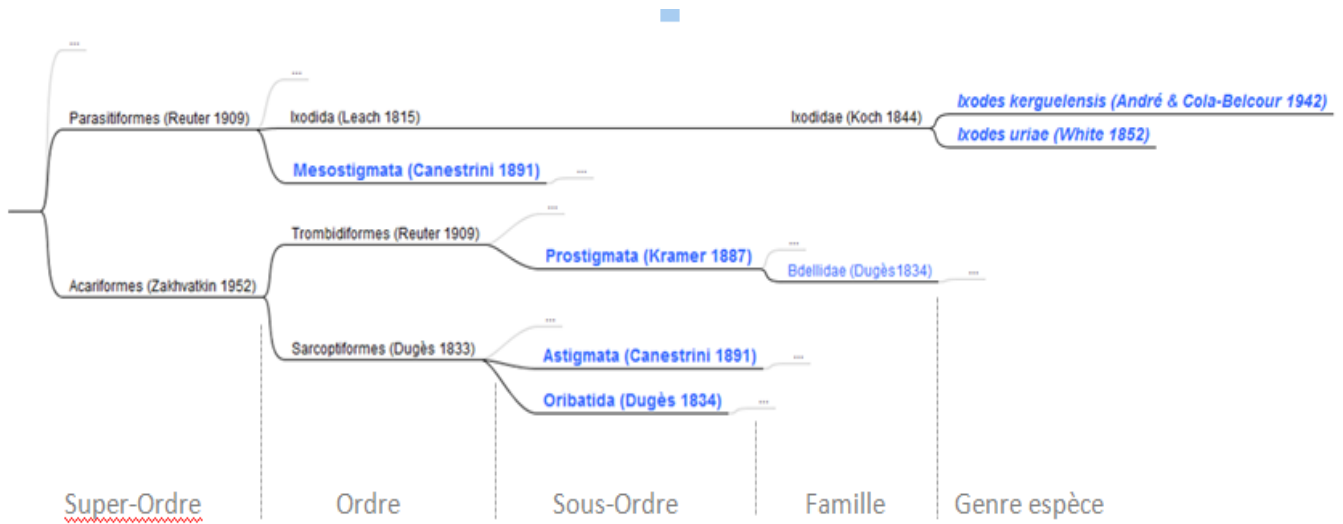 ...
Parasitiformes (Reuter 1909)
...
Ixodida (Leach 1815)
Ixodidae (Koch 1844)
Ixodes kerguelensis (André & Cola-Belcour 1942)
Ixodes uriae (White 1852)
Mesostigmata (Canestrini 1891)
...
Acariformes (Zakhvatkin 1952)
Trombidiformes (Reuter 1909)
...
Prostigmata (Kramer 1887)
...
Bdellidae (Dugès1834)
...
Sarcoptiformes (Dugès 1833)
...
Astigmata (Canestrini 1891)
...
Oribatida (Dugès 1834)
...
Super-Ordre
Ordre
Sous-Ordre
Famille
Genre espèce